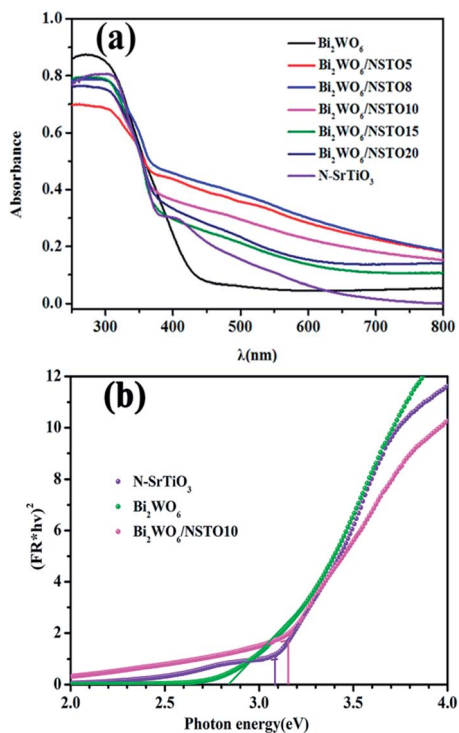 (a)
Bi₂WO₆
Bi₂WO₆/NSTO5
Bi₂WO₆/NSTO8
Bi₂WO₆/NSTO10
Bi₂WO₆/NSTO15
Bi₂WO₆/NSTO20
N-SrTiO₃
Absorbance
1.0
0.8
0.6
0.4
0.2
0.0
300 400 500 600 700 800
λ(nm)
(b)
N-SrTiO₃
Bi₂WO₆
Bi₂WO₆/NSTO10
(FR*hv)²
12
10
8
6
4
2
0
2.0 2.5 3.0 3.5 4.0
Photon energy(eV)